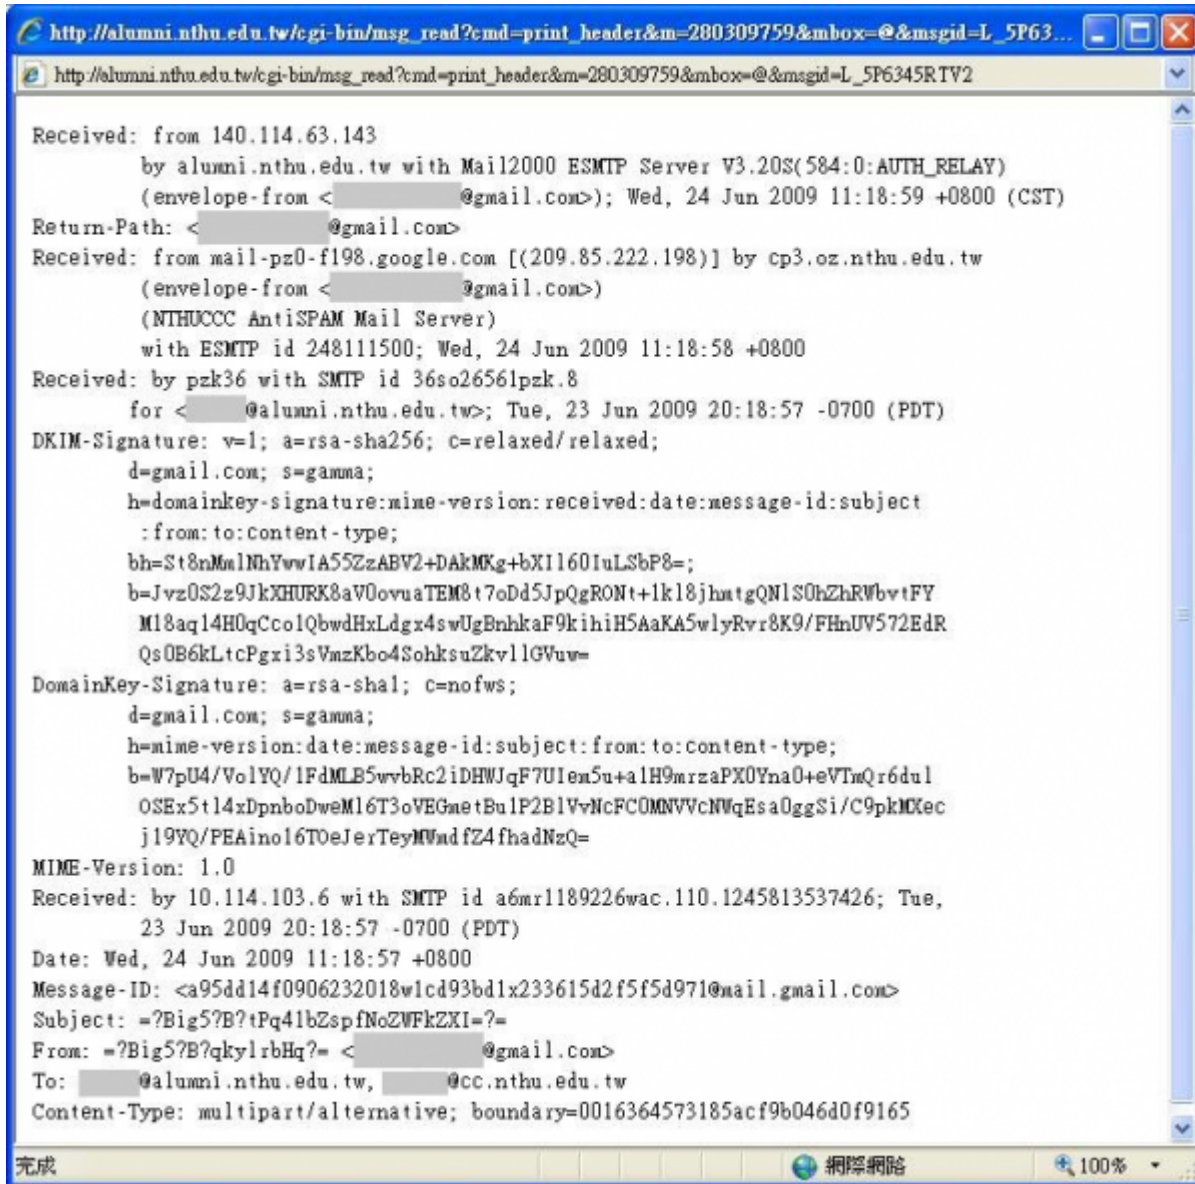 http://alumni.nthu.edu.tw/cgi-bin/msg_read?cmd=print_header&m=280309759&mbox=@&msgid=L_5P63...
http://alumni.nthu.edu.tw/cgi-bin/msg_read?cmd=print_header&m=280309759&mbox=@&msgid=L_5P6345RTV2
Received: from 140.114.63.143
by alumni.nthu.edu.tw with Mail2000 ESMTP Server V3.20S(584:0:AUTH_RELAY)
(envelope-from < @gmail.com>); Wed, 24 Jun 2009 11:18:59 +0800 (CST)
Return-Path: < @gmail.com>
Received: from mail-pz0-f198.google.com [(209.85.222.198)] by cp3.oz.nthu.edu.tw
(envelope-from < @gmail.com>)
(NTHUCCC AntiSPAM Mail Server)
with ESMTP id 248111500; Wed, 24 Jun 2009 11:18:58 +0800
Received: by pzk36 with SMTP id 36so26561pzk.8
for < @alumni.nthu.edu.tw>; Tue, 23 Jun 2009 20:18:57 -0700 (PDT)
DKIM-Signature: v=1; a=rsa-sha256; c=relaxed/relaxed;
d=gmail.com; s=gamma;
h=domainkey-signature:mime-version:received:date:message-id:subject
:from:to:content-type;
bh=St8nMmlNhYwwIA55ZzABV2+DAkMKg+bXIl60IuLSbP8=;
b=Jvz0S2z9JkXHURK8aV0ovuaTEM8t7oDd5JpQgRONt+1kl8jhmtgQNlS0hZhRWbvtFY
Ml8aq14H0qCcolQbwdHxLdgx4swUgBnhkaF9kihiH5AaKA5wlyRvr8K9/FHnUV572EdR
Qs0B6kLtcPgxi3sVmzKbo4SohksuZkvllGVuw=
DomainKey-Signature: a=rsa-sha1; c=nofws;
d=gmail.com; s=gamma;
h=mime-version:date:message-id:subject:from:to:content-type;
b=W7pU4/VolYQ/1FdMLB5wvbRc2iDHWJqF7UIem5u+a1H9mrzaPX0Yna0+eVTmQr6dul
OSEx5tl4xDpnboDweMl6T3oVEGmetBulP2BlVvNcFC0MNVVcNWqEsa0ggSi/C9pkMXec
jl9YQ/PEAinol6TOeJerTeyMWmdfZ4fhadNzQ=
MIME-Version: 1.0
Received: by 10.114.103.6 with SMTP id a6mr1189226wac.110.1245813537426; Tue,
23 Jun 2009 20:18:57 -0700 (PDT)
Date: Wed, 24 Jun 2009 11:18:57 +0800
Message-ID: <a95dd14f0906232018w1cd93bd1x233615d2f5f5d971@mail.gmail.com>
Subject: =?Big5?B?tPq41bZspfNoZWFkZXI=?=
From: =?Big5?B?qkylrbHq?= < @gmail.com>
To: @alumni.nthu.edu.tw, @cc.nthu.edu.tw
Content-Type: multipart/alternative; boundary=0016364573185acf9b046d0f9165
完成 網際網路 100%